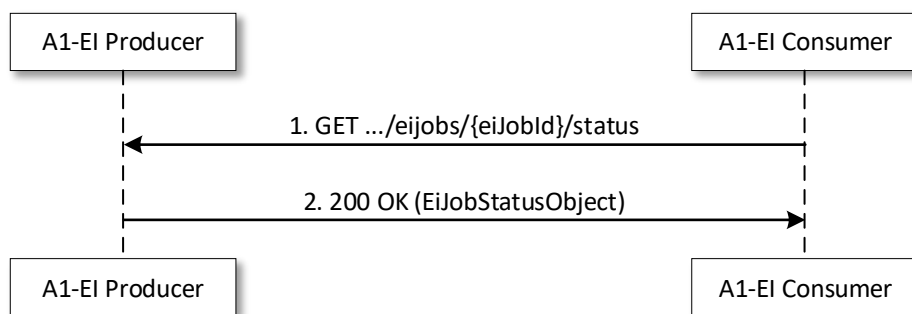 A1-EI Producer
A1-EI Consumer
1. GET .../eijobs/{eiJobId}/status
2. 200 OK (EiJobStatusObject)
A1-EI Producer
A1-EI Consumer